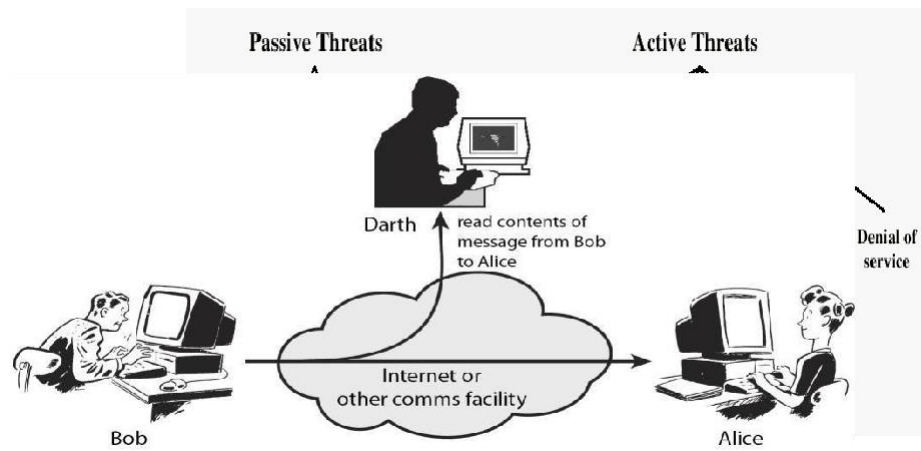 Passive Threats
Active Threats
Darth
read contents of
message from Bob
to Alice
Denial of
service
Internet or
other comms facility
Bob
Alice